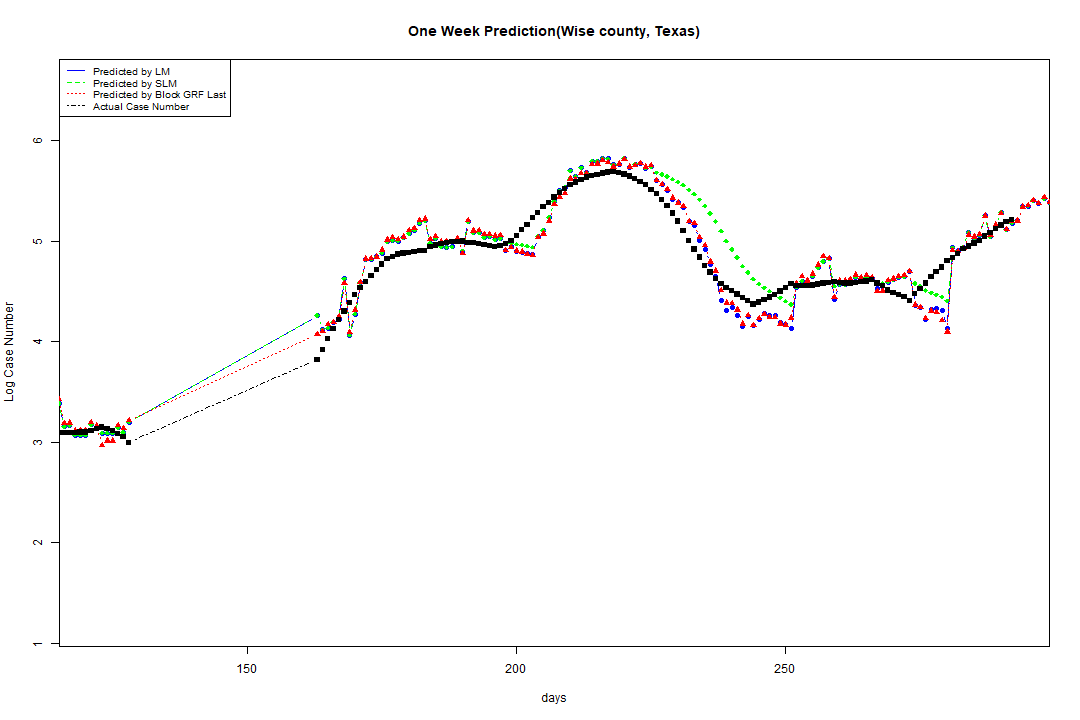 One Week Prediction(Wise county, Texas)
Predicted by LM
Predicted by SLM
Predicted by Block GRF Last
Actual Case Number
6
5
4
3
2
1
Log Case Number
150 200 250
days